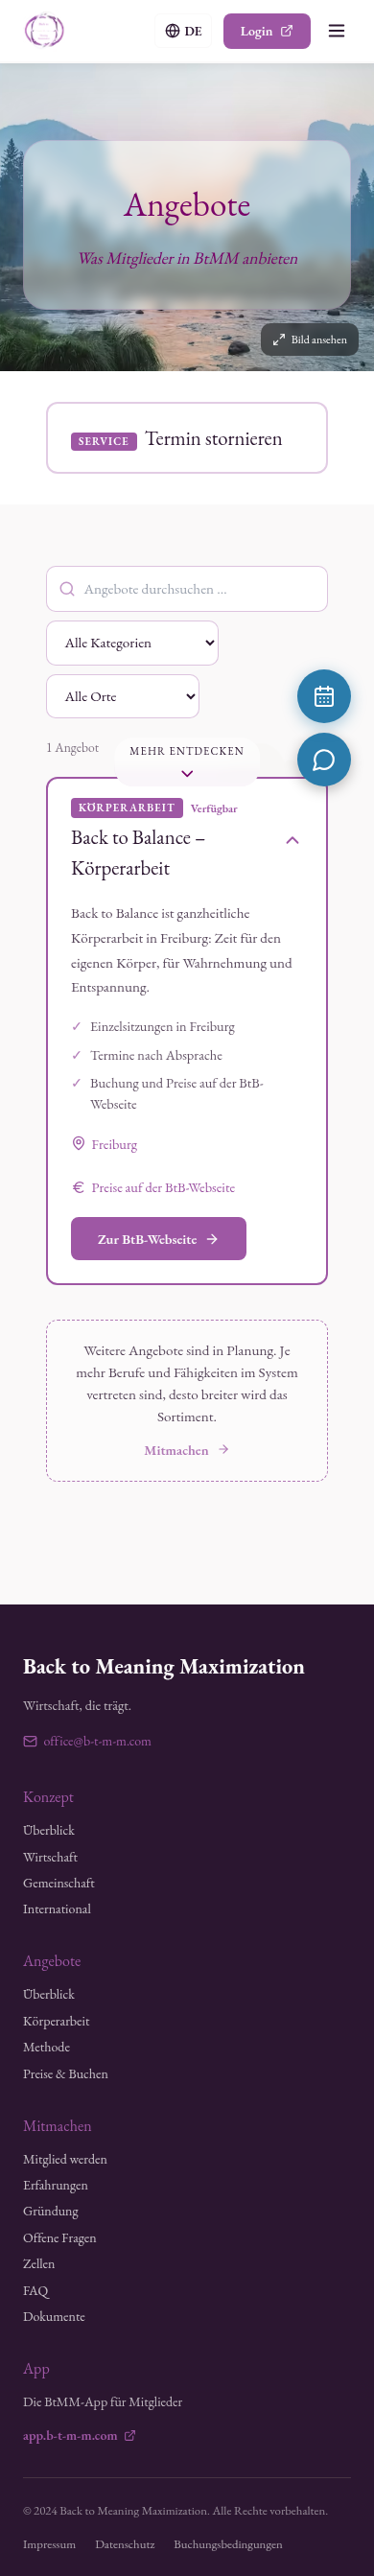 DE
Login
Angebote
Was Mitglieder in BtMM anbieten
Bild ansehen
SERVICE Termin stornieren
Angebote durchsuchen ...
Alle Kategorien
Alle Orte
1 Angebot
MEHR ENTDECKEN
KÖRPERARBEIT Verfügbar
Back to Balance –
Körperarbeit
Back to Balance ist ganzheitliche
Körperarbeit in Freiburg: Zeit für den
eigenen Körper, für Wahrnehmung und
Entspannung.
✓ Einzelsitzungen in Freiburg
✓ Termine nach Absprache
✓ Buchung und Preise auf der BtB-
Webseite
Freiburg
€ Preise auf der BtB-Webseite
Zur BtB-Webseite →
Weitere Angebote sind in Planung. Je
mehr Berufe und Fähigkeiten im System
vertreten sind, desto breiter wird das
Sortiment.
Mitmachen →
Back to Meaning Maximization
Wirtschaft, die trägt.
office@b-t-m-m.com
Konzept
Überblick
Wirtschaft
Gemeinschaft
International
Angebote
Überblick
Körperarbeit
Methode
Preise & Buchen
Mitmachen
Mitglied werden
Erfahrungen
Gründung
Offene Fragen
Zellen
FAQ
Dokumente
App
Die BtMM-App für Mitglieder
app.b-t-m-m.com
© 2024 Back to Meaning Maximization. Alle Rechte vorbehalten.
Impressum Datenschutz Buchungsbedingungen